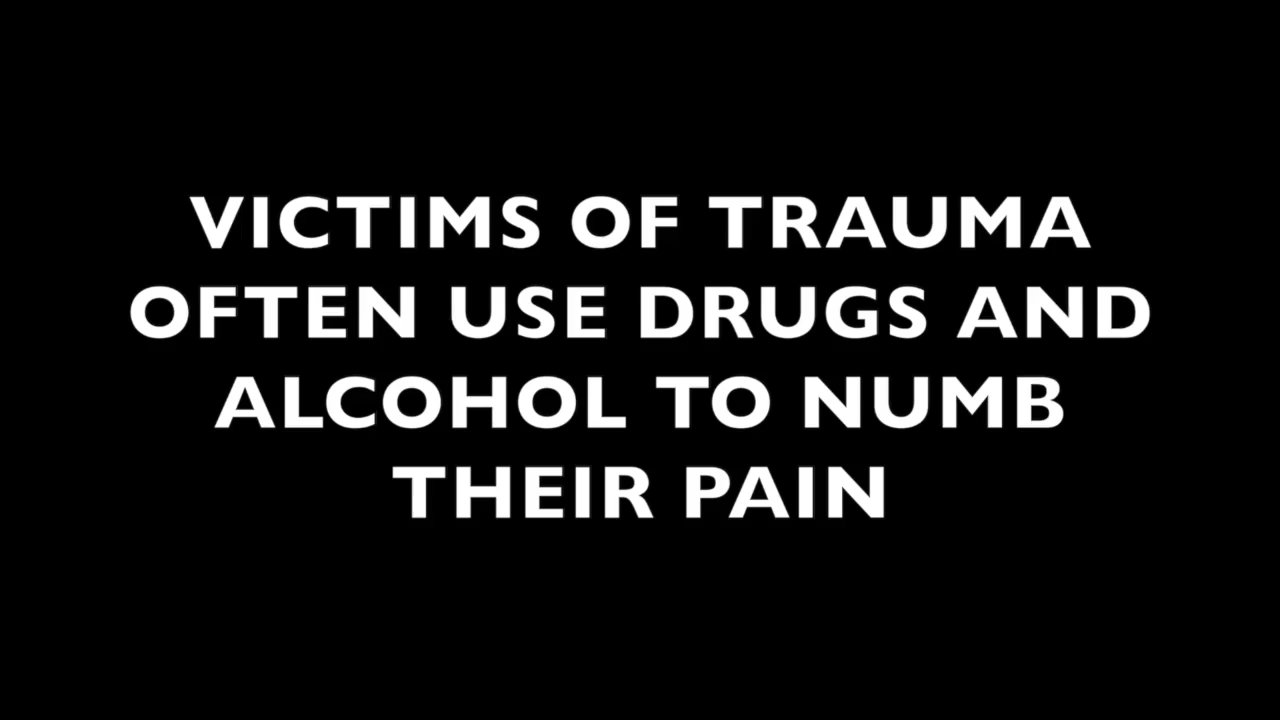 VICTIMS OF TRAUMA
OFTEN USE DRUGS AND
ALCOHOL TO NUMB
THEIR PAIN